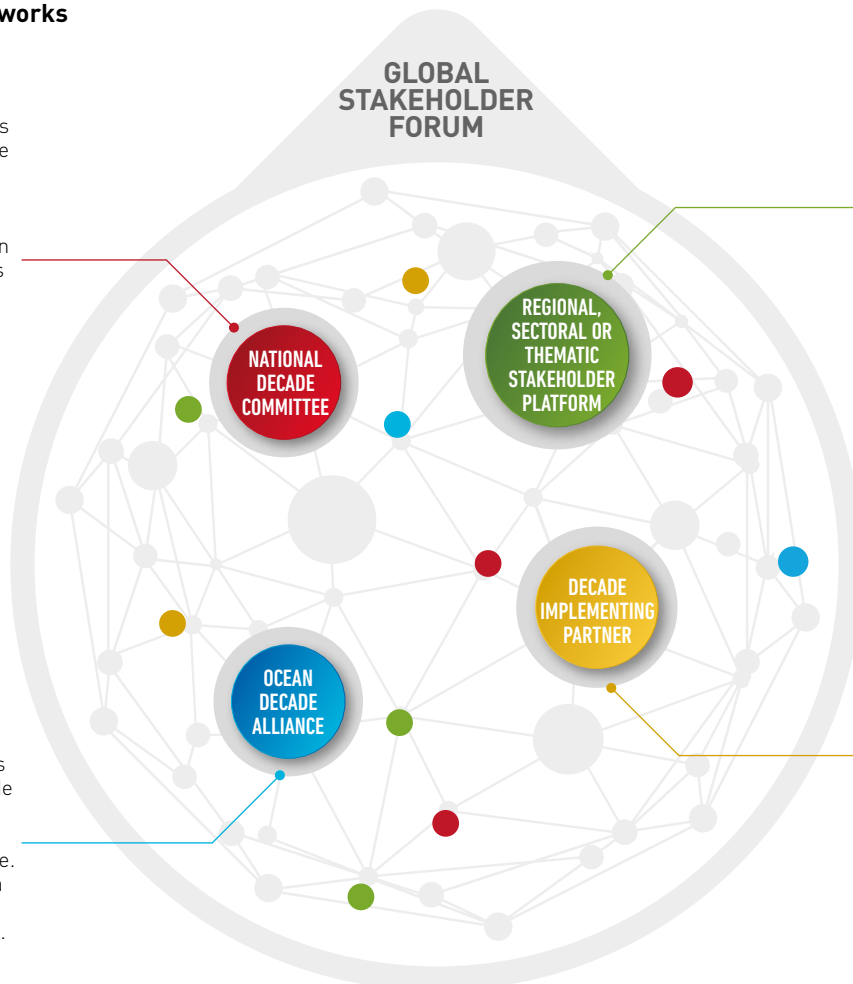 works
GLOBAL
STAKEHOLDER
FORUM
s
e
n
s
REGIONAL,
SECTORAL OR
THEMATIC
STAKEHOLDER
PLATFORM
NATIONAL
DECADE
COMMITTEE
DECADE
IMPLEMENTING
PARTNER
OCEAN
DECADE
ALLIANCE
s
e.
.